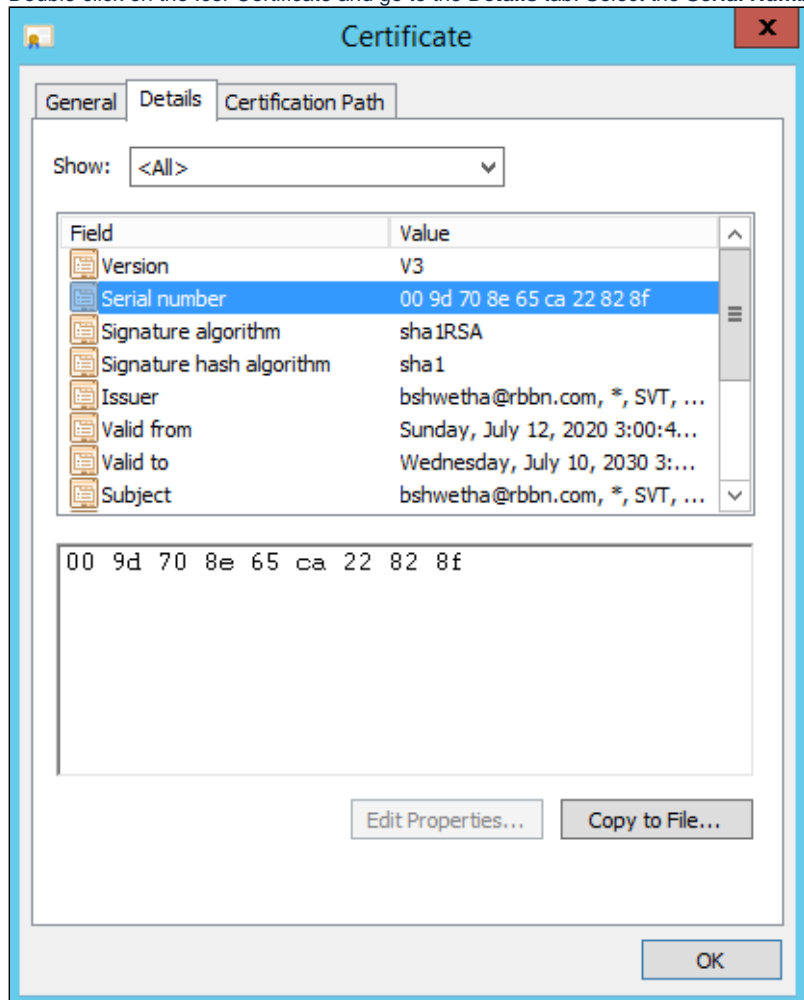 Certificate
X
General Details Certification Path
Show: <All>
Field Value
Version V3
Serial number 00 9d 70 8e 65 ca 22 82 8f
Signature algorithm sha1RSA
Signature hash algorithm sha1
Issuer bshwetha@rbbn.com, *, SVT, ...
Valid from Sunday, July 12, 2020 3:00:4...
Valid to Wednesday, July 10, 2030 3:...
Subject bshwetha@rbbn.com, *, SVT, ...
00 9d 70 8e 65 ca 22 82 8f
Edit Properties... Copy to File...
OK